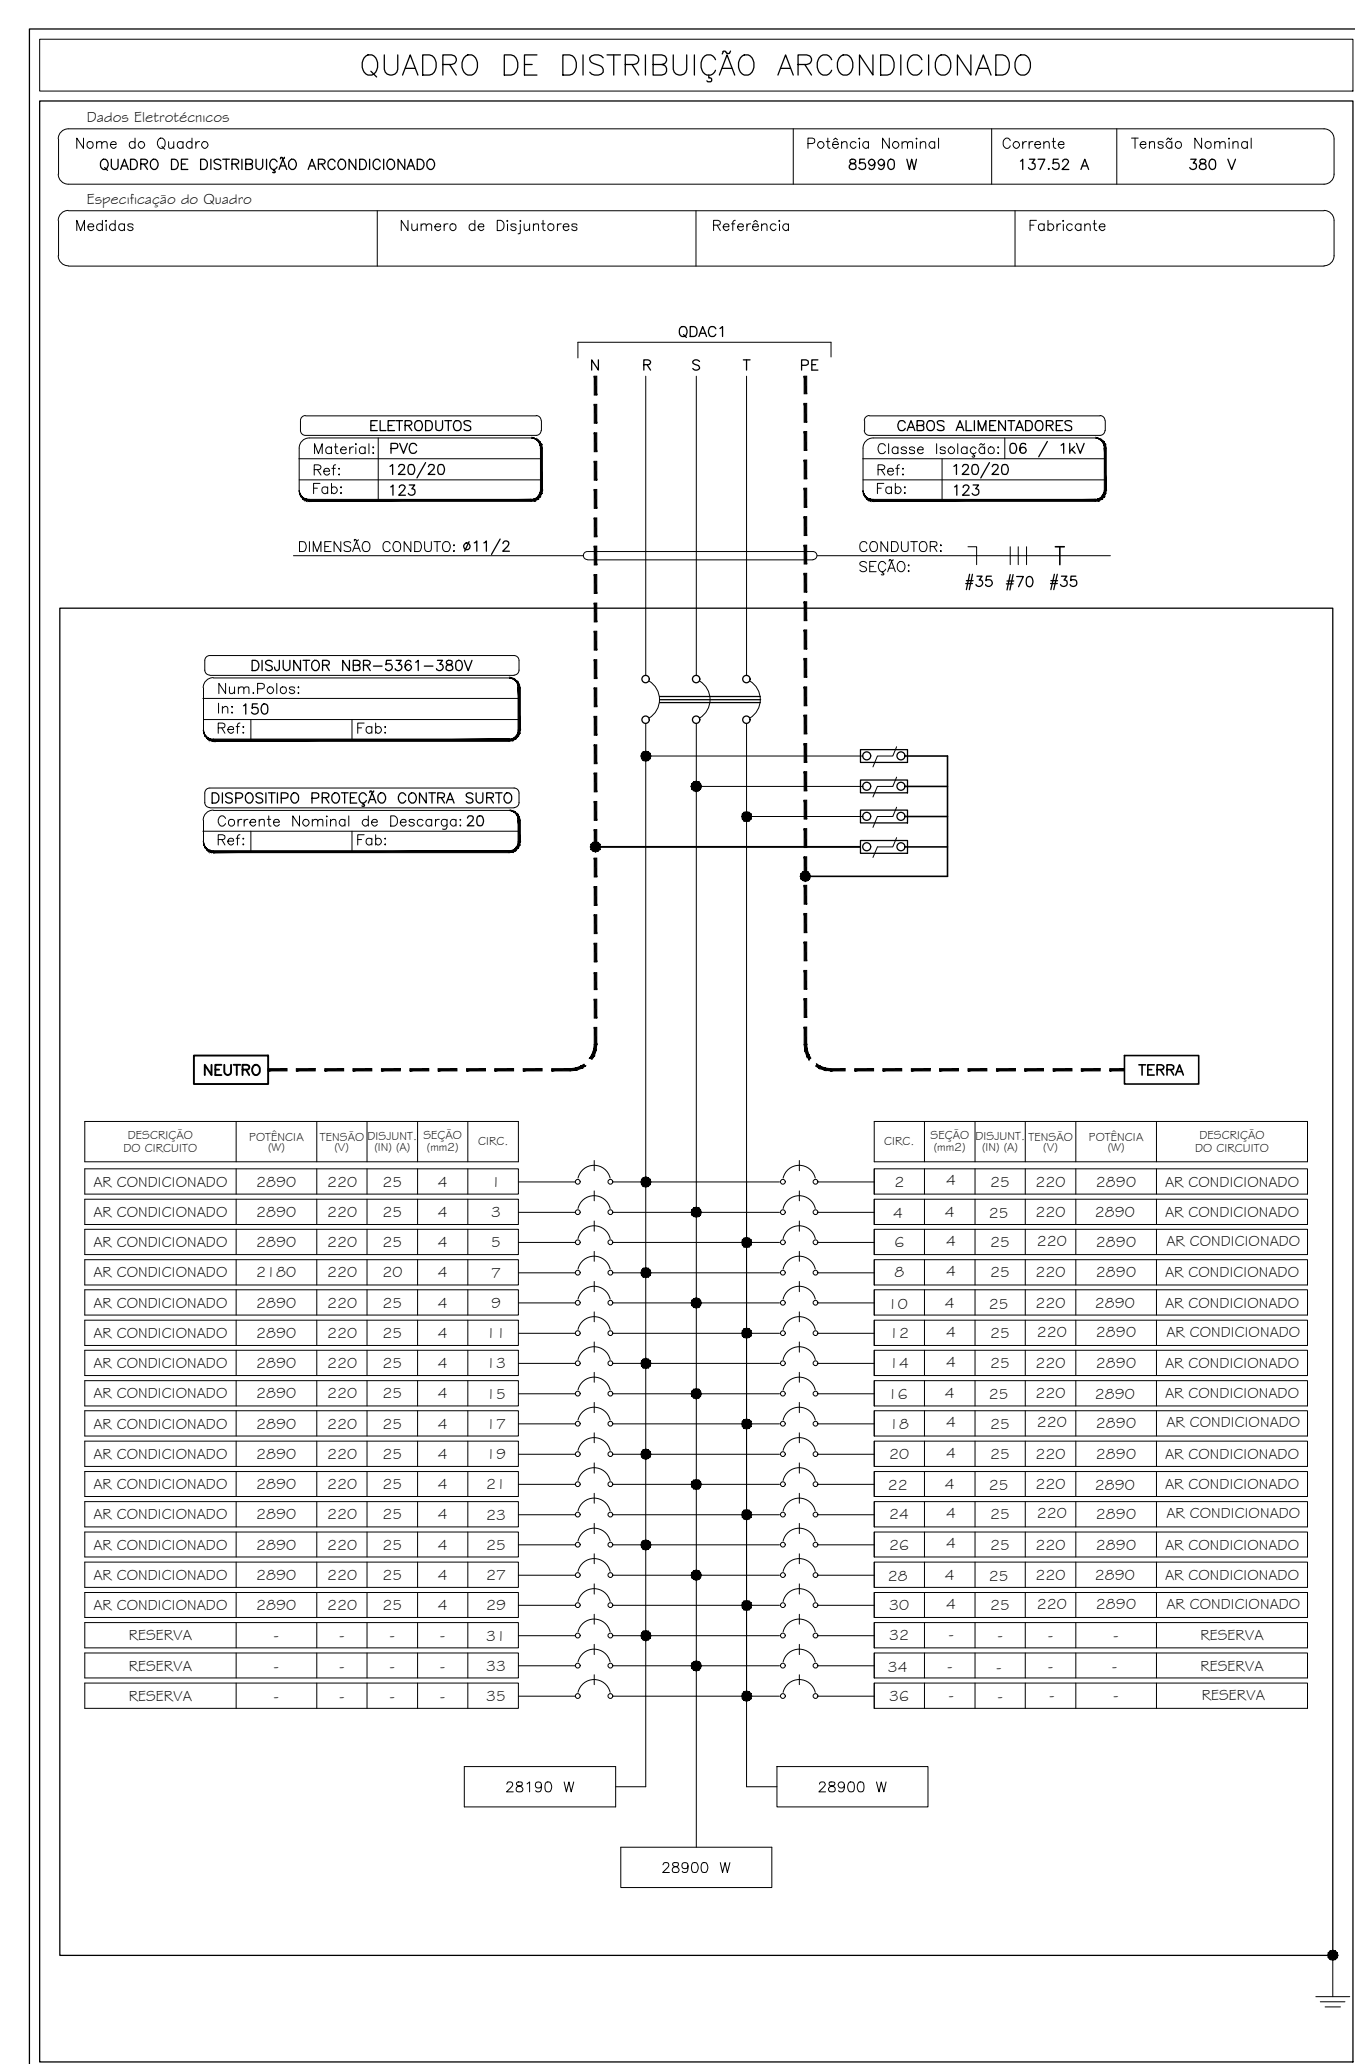 QUADRO DE DISTRIBUIÇÃO ARCONDICIONADO
Dados Eletrotécnicos
Nome do Quadro Potência Nominal Corrente Tensão Nominal
QUADRO DE DISTRIBUIÇÃO ARCONDICIONADO 85990 W 137.52 A 380 V
Especificação do Quadro
Medidas Numero de Disjuntores Referência Fabricante
QDAC1
N R S T PE
ELETRODUTOS
Material: PVC
Ref: 120/20
Fab: 123
CABOS ALIMENTADORES
Classe Isolação: 06 / 1kV
Ref: 120/20
Fab: 123
DIMENSÃO CONDUTO: ø11/2
CONDUTOR:
SEÇÃO:
#35 #70 #35
DISJUNTOR NBR-5361-380V
Num.Polos:
In: 150
Ref: Fab:
DISPOSITIPO PROTEÇÃO CONTRA SURTO
Corrente Nominal de Descarga: 20
Ref: Fab:
NEUTRO TERRA
DESCRIÇÃO DO CIRCUITO POTÊNCIA (W) TENSÃO (V) DISJUNT. (IN) (A) SEÇÃO (mm2) CIRC. CIRC. SEÇÃO (mm2) DISJUNT. (IN) (A) TENSÃO (V) POTÊNCIA (W) DESCRIÇÃO DO CIRCUITO
AR CONDICIONADO 2890 220 25 4 1 2 4 25 220 2890 AR CONDICIONADO
AR CONDICIONADO 2890 220 25 4 3 4 4 25 220 2890 AR CONDICIONADO
AR CONDICIONADO 2890 220 25 4 5 6 4 25 220 2890 AR CONDICIONADO
AR CONDICIONADO 2180 220 20 4 7 8 4 25 220 2890 AR CONDICIONADO
AR CONDICIONADO 2890 220 25 4 9 10 4 25 220 2890 AR CONDICIONADO
AR CONDICIONADO 2890 220 25 4 11 12 4 25 220 2890 AR CONDICIONADO
AR CONDICIONADO 2890 220 25 4 13 14 4 25 220 2890 AR CONDICIONADO
AR CONDICIONADO 2890 220 25 4 15 16 4 25 220 2890 AR CONDICIONADO
AR CONDICIONADO 2890 220 25 4 17 18 4 25 220 2890 AR CONDICIONADO
AR CONDICIONADO 2890 220 25 4 19 20 4 25 220 2890 AR CONDICIONADO
AR CONDICIONADO 2890 220 25 4 21 22 4 25 220 2890 AR CONDICIONADO
AR CONDICIONADO 2890 220 25 4 23 24 4 25 220 2890 AR CONDICIONADO
AR CONDICIONADO 2890 220 25 4 25 26 4 25 220 2890 AR CONDICIONADO
AR CONDICIONADO 2890 220 25 4 27 28 4 25 220 2890 AR CONDICIONADO
AR CONDICIONADO 2890 220 25 4 29 30 4 25 220 2890 AR CONDICIONADO
RESERVA - - - - 31 32 - - - - RESERVA
RESERVA - - - - 33 34 - - - - RESERVA
RESERVA - - - - 35 36 - - - - RESERVA
28190 W 28900 W
28900 W